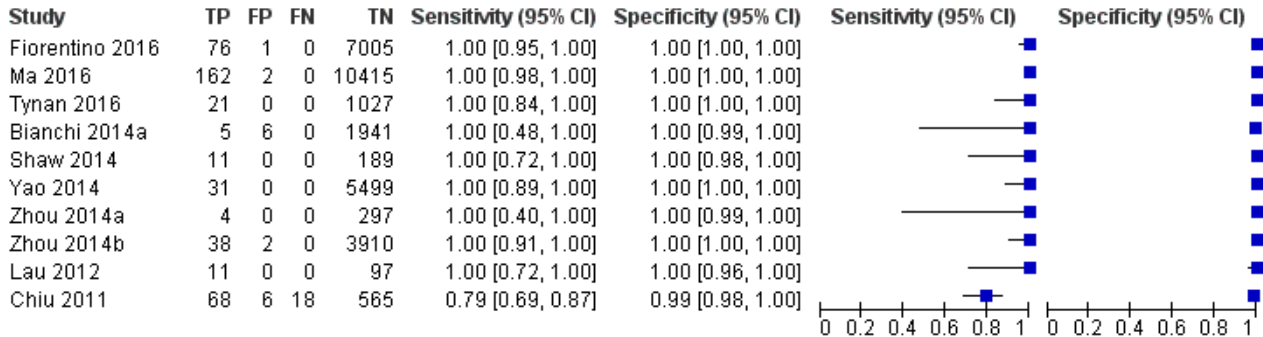 Study TP FP FN TN Sensitivity (95% CI) Specificity (95% CI) Sensitivity (95% CI) Specificity (95% CI)
Fiorentino 2016 76 1 0 7005 1.00 [0.95, 1.00] 1.00 [1.00, 1.00]
Ma 2016 162 2 0 10415 1.00 [0.98, 1.00] 1.00 [1.00, 1.00]
Tynan 2016 21 0 0 1027 1.00 [0.84, 1.00] 1.00 [1.00, 1.00]
Bianchi 2014a 5 6 0 1941 1.00 [0.48, 1.00] 1.00 [0.99, 1.00]
Shaw 2014 11 0 0 189 1.00 [0.72, 1.00] 1.00 [0.98, 1.00]
Yao 2014 31 0 0 5499 1.00 [0.89, 1.00] 1.00 [1.00, 1.00]
Zhou 2014a 4 0 0 297 1.00 [0.40, 1.00] 1.00 [0.99, 1.00]
Zhou 2014b 38 2 0 3910 1.00 [0.91, 1.00] 1.00 [1.00, 1.00]
Lau 2012 11 0 0 97 1.00 [0.72, 1.00] 1.00 [0.96, 1.00]
Chiu 2011 68 6 18 565 0.79 [0.69, 0.87] 0.99 [0.98, 1.00]
0 0.2 0.4 0.6 0.8 1 0 0.2 0.4 0.6 0.8 1